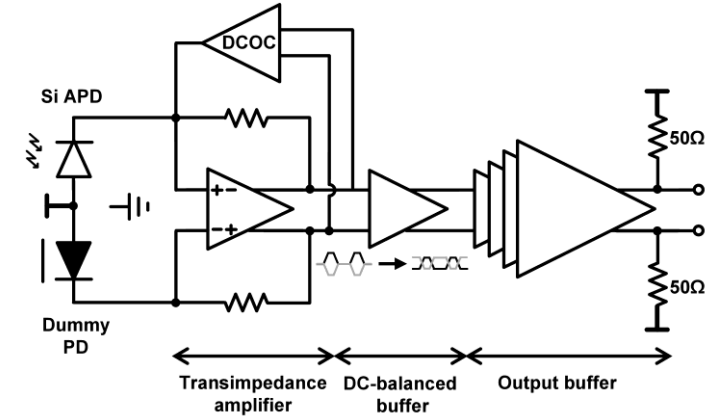 DCOC
Si APD
50Ω
+-
-+
50Ω
Dummy
PD
Transimpedance
amplifier
DC-balanced
buffer
Output buffer